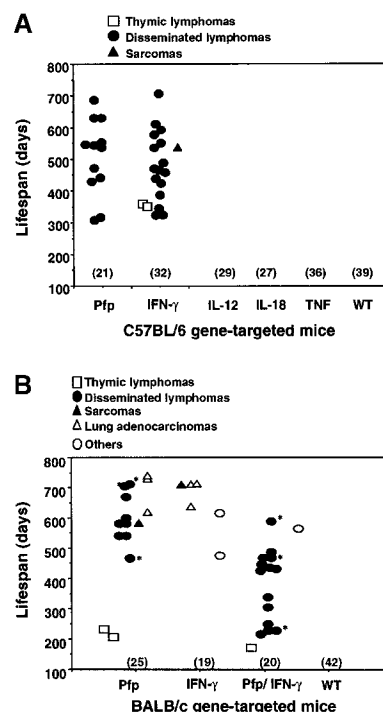 A
Thymic lymphomas
Disseminated lymphomas
Sarcomas
Lifespan (days)
800
700
600
500
400
300
200
100
(21) (32) (29) (27) (36) (39)
Pfp IFN-γ IL-12 IL-18 TNF WT
C57BL/6 gene-targeted mice
B
Thymic lymphomas
Disseminated lymphomas
Sarcomas
Lung adenocarcinomas
Others
Lifespan (days)
800
700
600
500
400
300
200
100
* * * * * *
(25) (19) (20) (42)
Pfp IFN-γ Pfp/ IFN-γ WT
BALB/c gene-targeted mice